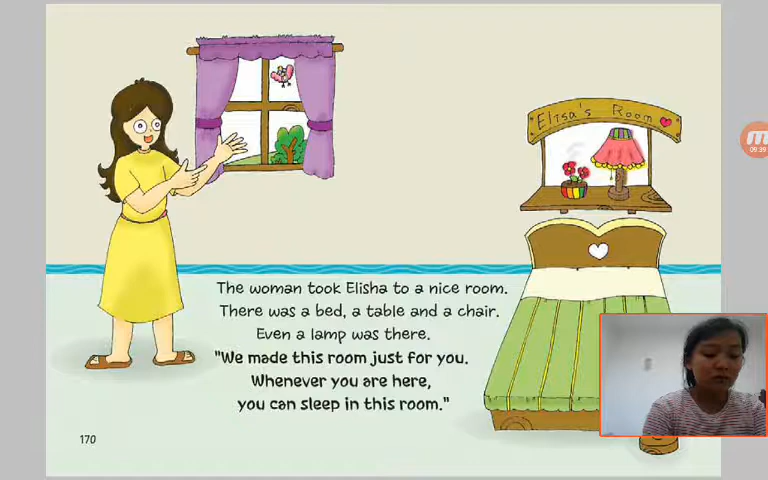 Elisa's Room
The woman took Elisha to a nice room.
There was a bed, a table and a chair.
Even a lamp was there.
"We made this room just for you.
Whenever you are here,
you can sleep in this room."
170